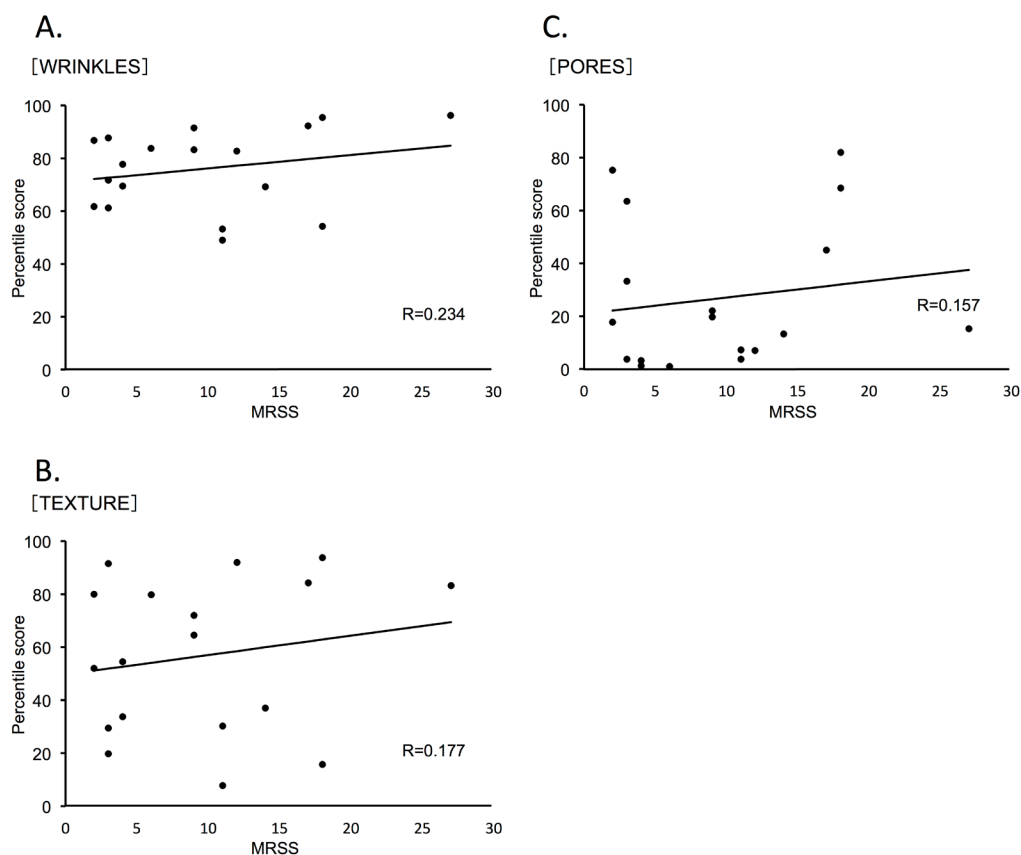 A.
[WRINKLES]
100
80
60
40
20
0
Percentile score
R=0.234
0 5 10 15 20 25 30
MRSS
C.
[PORES]
100
80
60
40
20
0
Percentile score
R=0.157
0 5 10 15 20 25 30
MRSS
B.
[TEXTURE]
100
80
60
40
20
0
Percentile score
R=0.177
0 5 10 15 20 25 30
MRSS